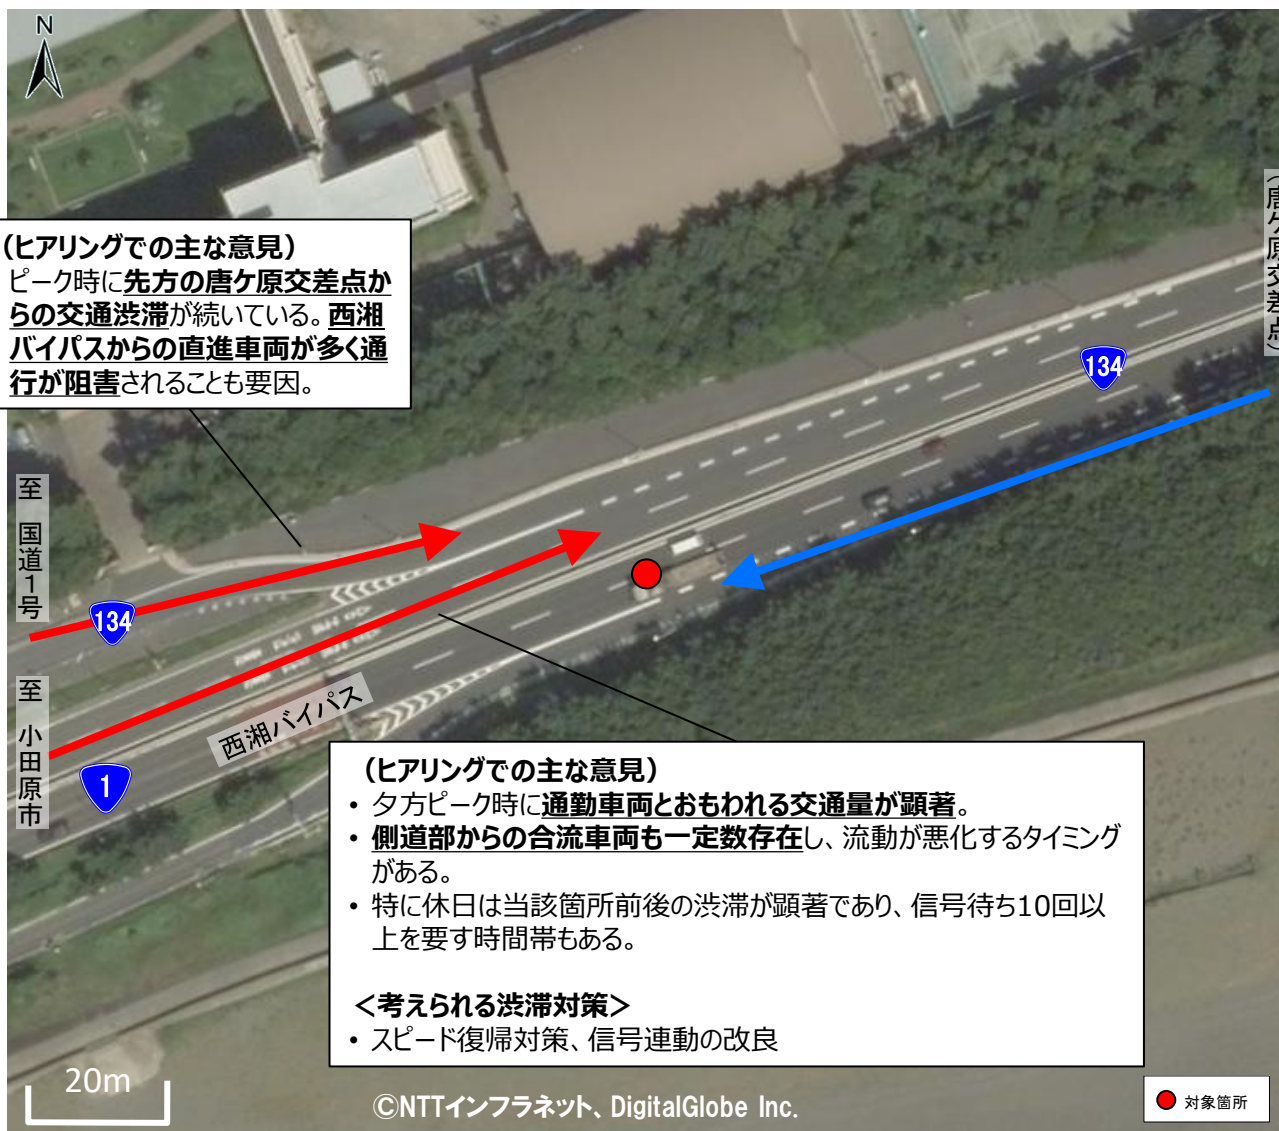 N
(ヒアリングでの主な意見)
ピーク時に先方の唐ケ原交差点か
らの交通渋滞が続いている。西湘
バイパスからの直進車両が多く通
行が阻害されることも要因。
(唐ケ原交差点)
134
至 国道1号
134
至 小田原市
1
西湘バイパス
(ヒアリングでの主な意見)
• 夕方ピーク時に通勤車両とおもわれる交通量が顕著。
• 側道部からの合流車両も一定数存在し、流動が悪化するタイミング
がある。
• 特に休日は当該箇所前後の渋滞が顕著であり、信号待ち10回以
上を要す時間帯もある。
<考えられる渋滞対策>
• スピード復帰対策、信号連動の改良
20m
©NTTインフラネット、DigitalGlobe Inc.
対象箇所